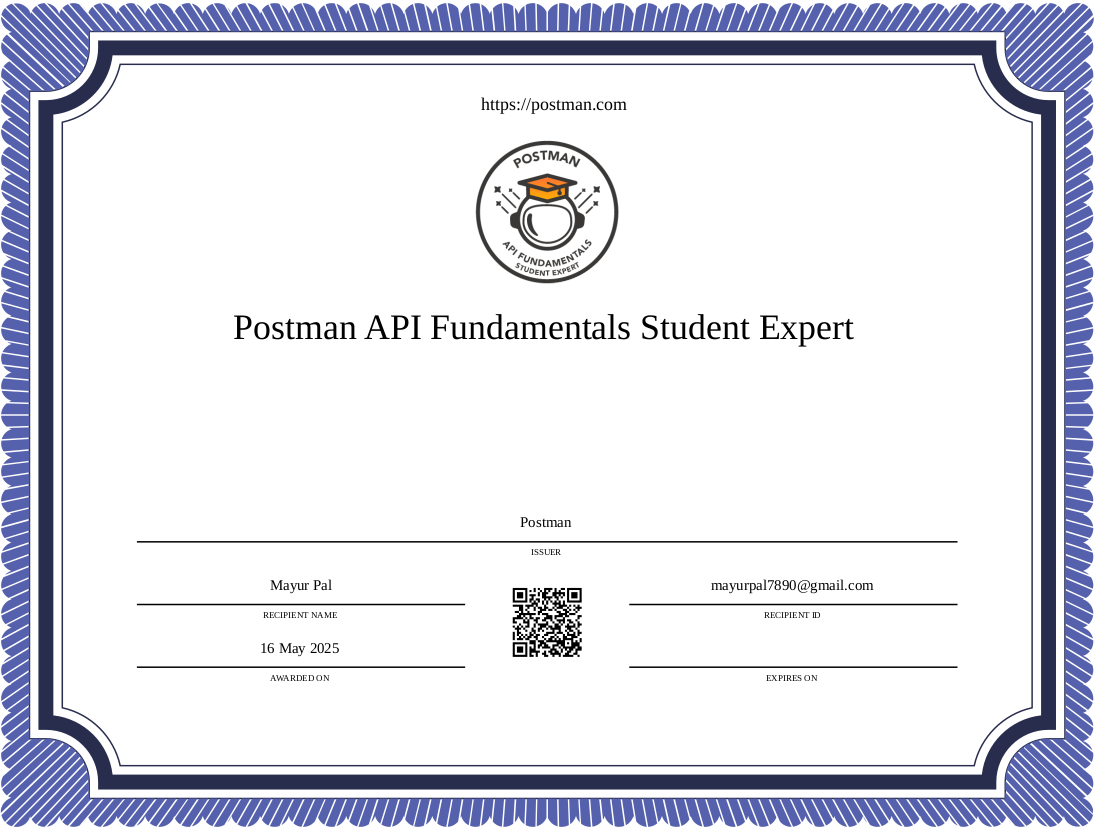 https://postman.com
POSTMAN
API FUNDAMENTALS
STUDENT EXPERT
Postman API Fundamentals Student Expert
Postman
ISSUER
Mayur Pal
mayurpal7890@gmail.com
RECIPIENT NAME
RECIPIENT ID
16 May 2025
AWARDED ON
EXPIRES ON